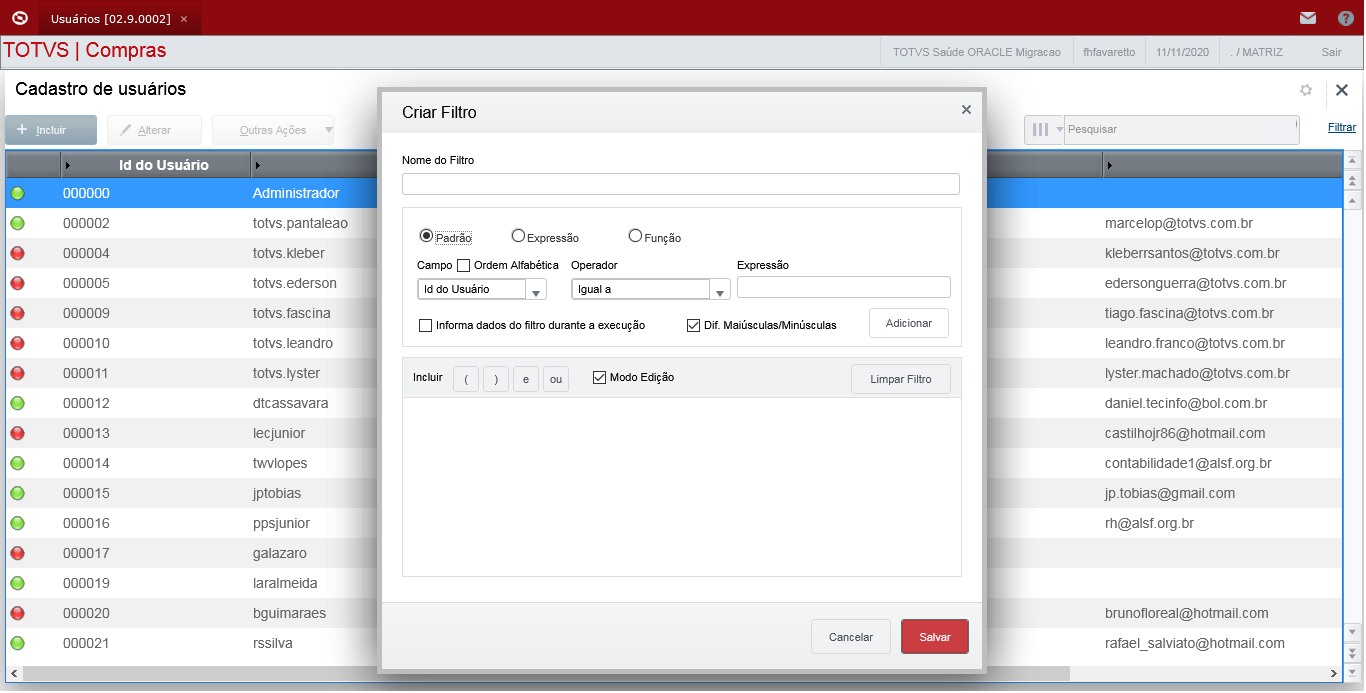 Usuários [02.9.0002] ×
TOTVS | Compras
TOTVS Saúde ORACLE Migracao fhfavaretto 11/11/2020 . / MATRIZ Sair
Cadastro de usuários
+ Incluir Alterar Outras Ações Pesquisar Filtrar
Id do Usuário
000000 Administrador
000002 totvs.pantaleao marcelop@totvs.com.br
000004 totvs.kleber kleberrsantos@totvs.com.br
000005 totvs.ederson edersonguerra@totvs.com.br
000009 totvs.fascina tiago.fascina@totvs.com.br
000010 totvs.leandro leandro.franco@totvs.com.br
000011 totvs.lyster lyster.machado@totvs.com.br
000012 dtcassavara daniel.tecinfo@bol.com.br
000013 lecjunior castilhojr86@hotmail.com
000014 twvlopes contabilidade1@alsf.org.br
000015 jptobias jp.tobias@gmail.com
000016 ppsjunior rh@alsf.org.br
000017 galazaro
000019 laralmeida
000020 bguimaraes brunofloreal@hotmail.com
000021 rssilva rafael_salviato@hotmail.com
Criar Filtro
Nome do Filtro
Padrão Expressão Função
Campo Ordem Alfabética Operador Expressão
Id do Usuário Igual a
Informa dados do filtro durante a execução Dif. Maiúsculas/Minúsculas Adicionar
Incluir ( ) e ou Modo Edição Limpar Filtro
Cancelar Salvar